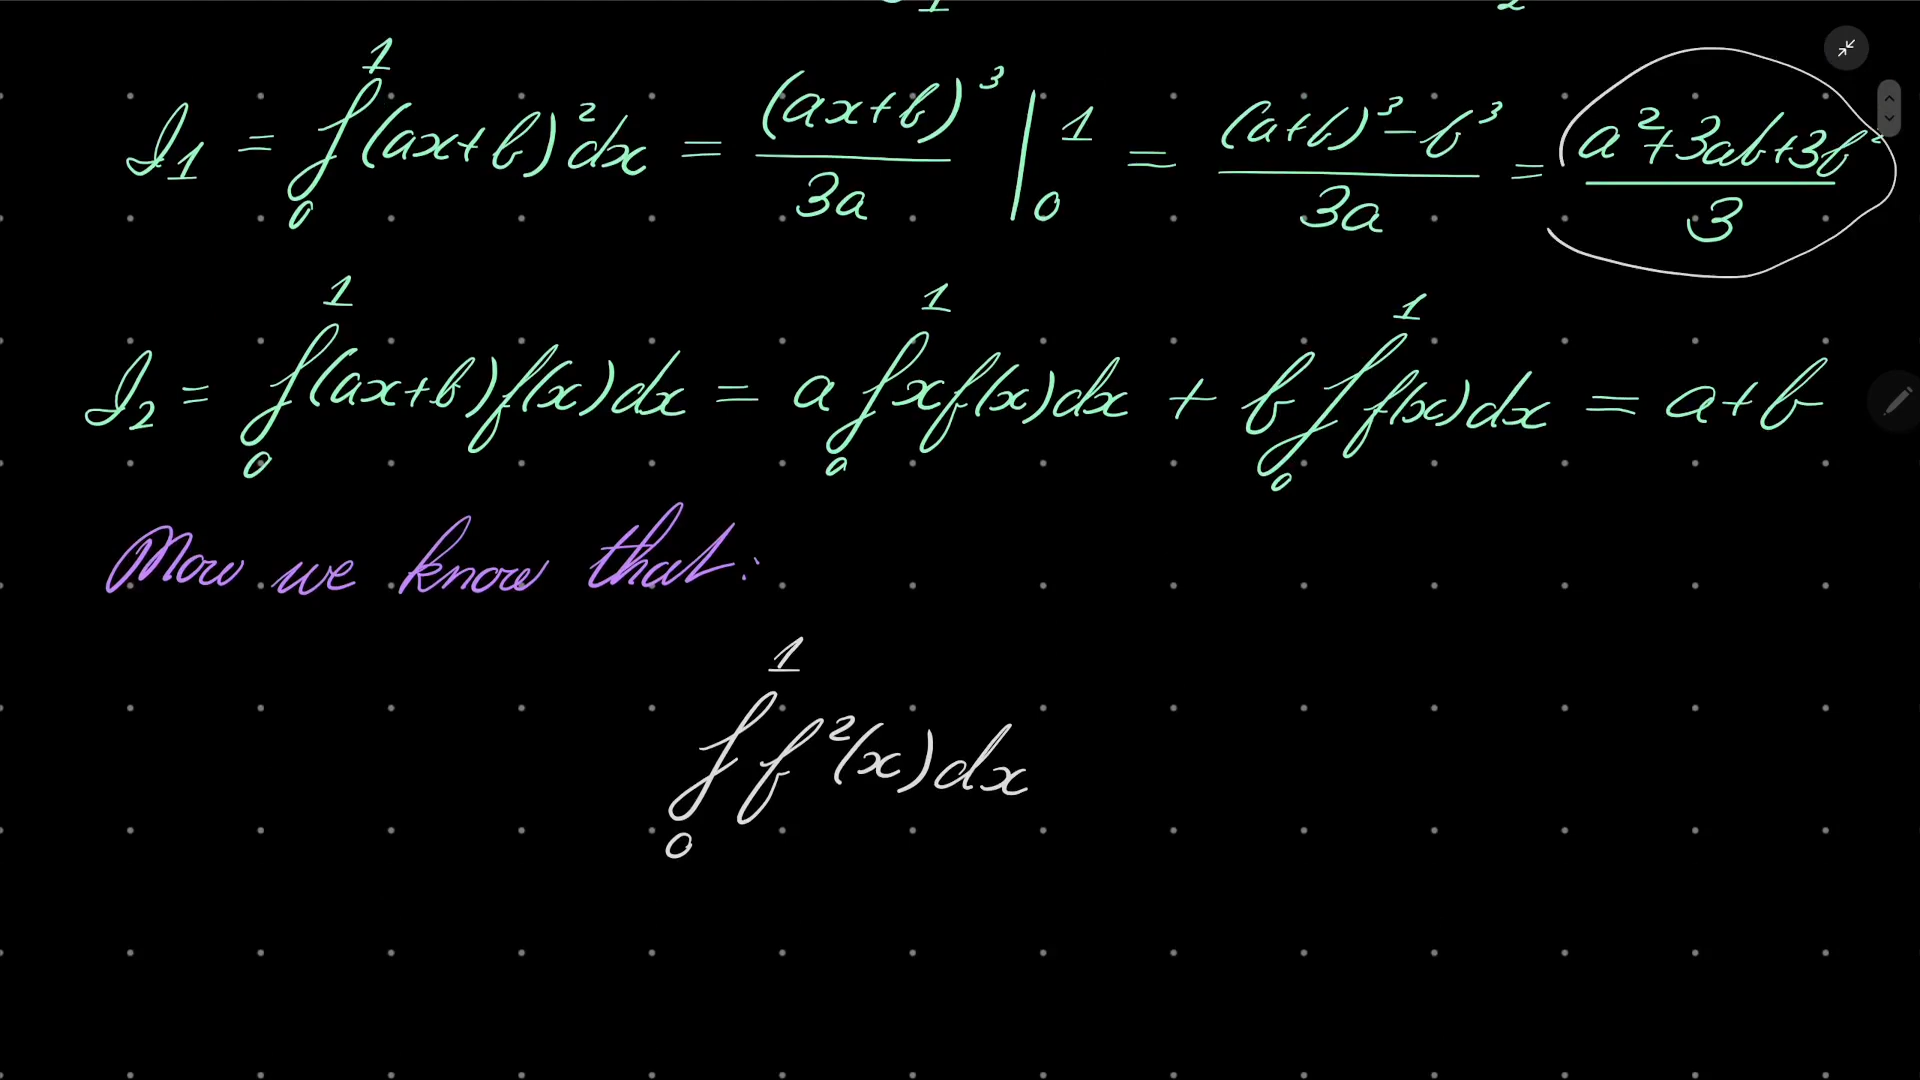 I₁ = ∫₀¹ (ax+b)² dx = (ax+b)³/3a |₀¹ = ((a+b)³ - b³)/3a = (a²+3ab+3b²)/3
I₂ = ∫₀¹ (ax+b)f(x)dx = a ∫₀¹ xf(x)dx + b ∫₀¹ f(x)dx = a+b
Now we know that:
∫₀¹ f²(x)dx